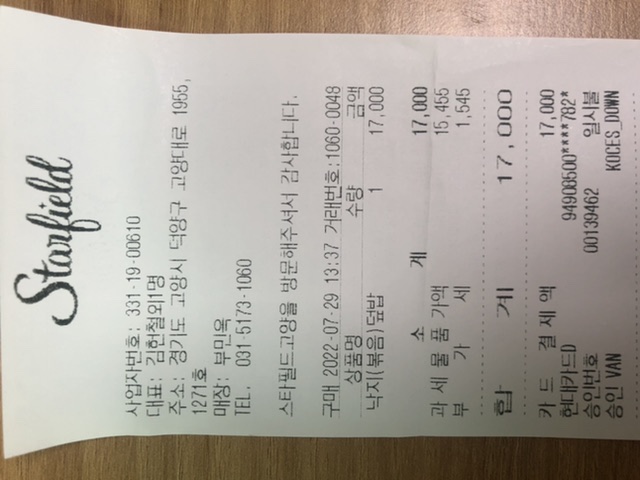 Starfield
사업자번호: 331-19-00610
대표: 김현철외1명
주소: 경기도 고양시 덕양구 고양대로 1955,
1271호
매장: 부민옥
TEL. 031-5173-1060
스타필드고양을 방문해주셔서 감사합니다.
구매 2022-07-29 13:37 거래번호:1060-0048
상품명 수량 금액
낙지(볶음)덮밥 1 17,000
소 계 17,000
과 세 물 품 가액 15,455
부 가 세 1,545
합 계 17,000
카 드 결 제 액 17,000
현대카드D 94908500****782*
승인번호 00139462 일시불
승인 VAN KOCES_DOWN